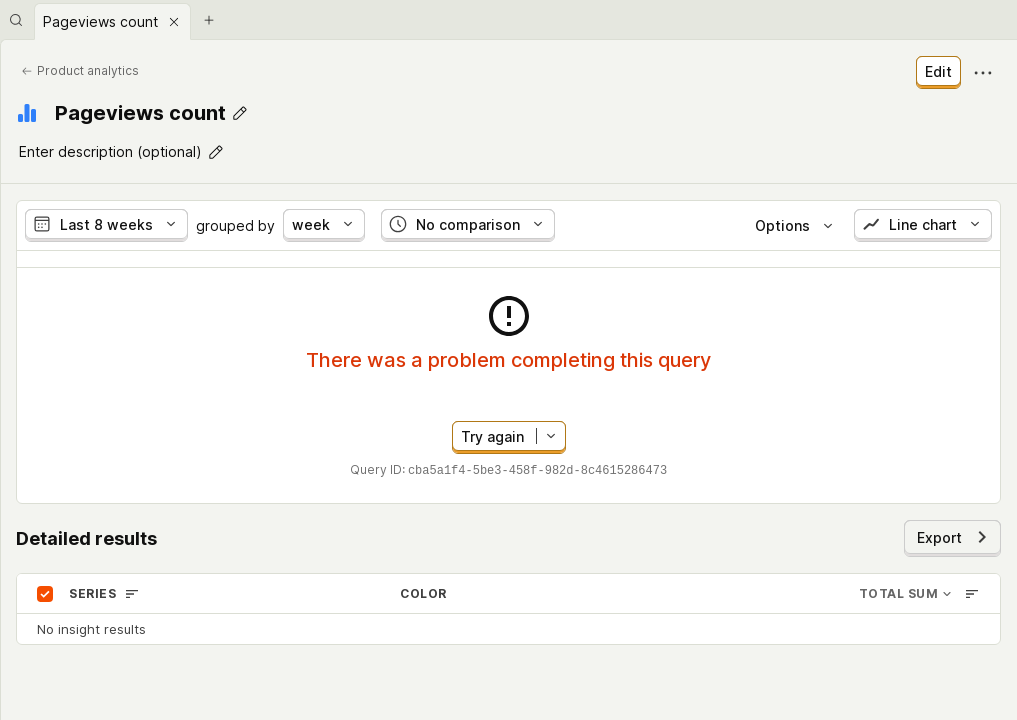 Pageviews count
Product analytics
Edit
Pageviews count
Enter description (optional)
Last 8 weeks grouped by week No comparison Options Line chart
There was a problem completing this query
Try again
Query ID: cba5a1f4-5be3-458f-982d-8c4615286473
Detailed results
Export
SERIES COLOR TOTAL SUM
No insight results